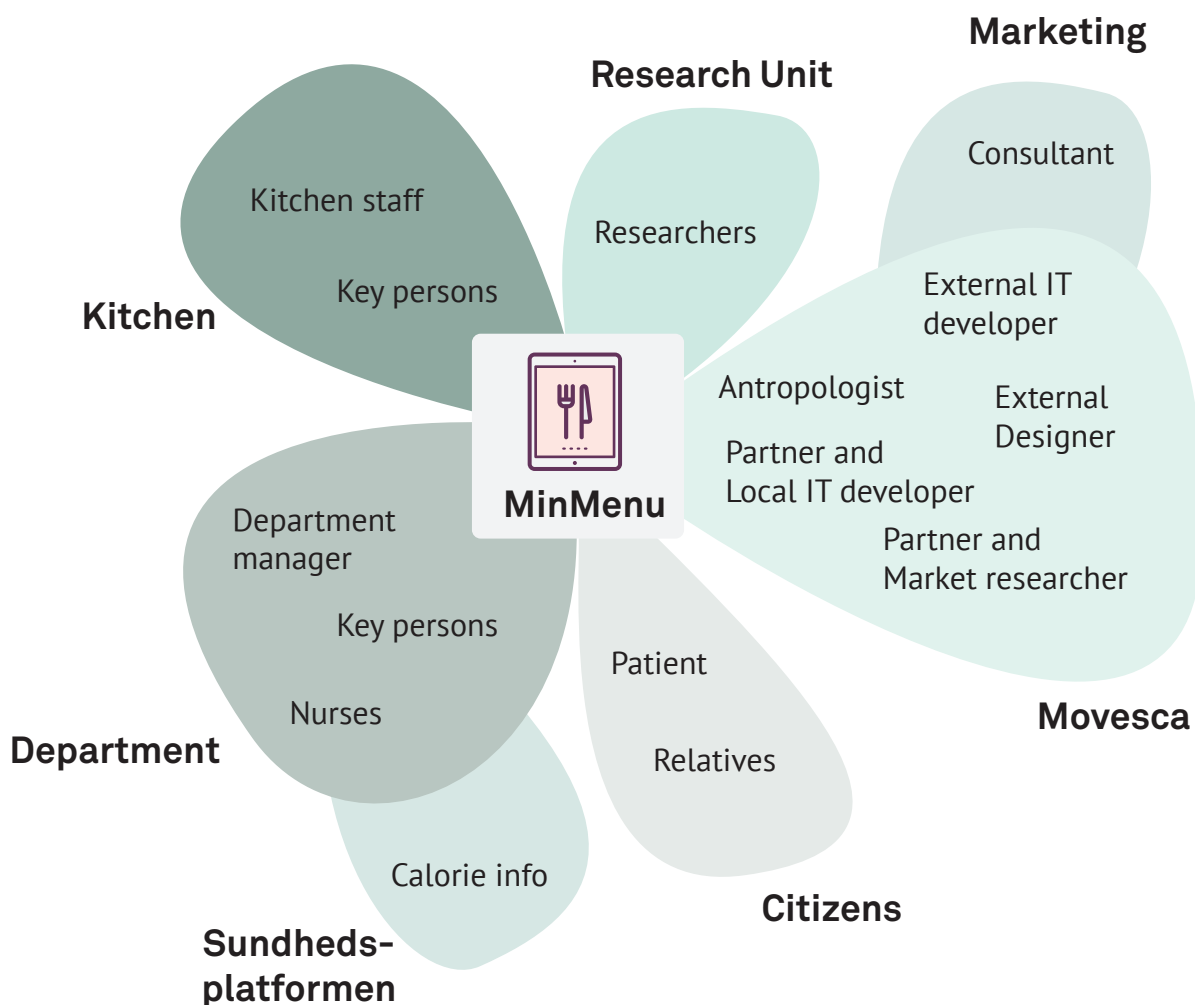 Marketing
Research Unit
Consultant
Kitchen staff
Researchers
Key persons
Kitchen
External IT
developer
Antropologist
External
Designer
MinMenu
Partner and
Local IT developer
Partner and
Market researcher
Movesca
Department
manager
Key persons
Nurses
Department
Patient
Relatives
Citizens
Calorie info
Sundheds-
platformen